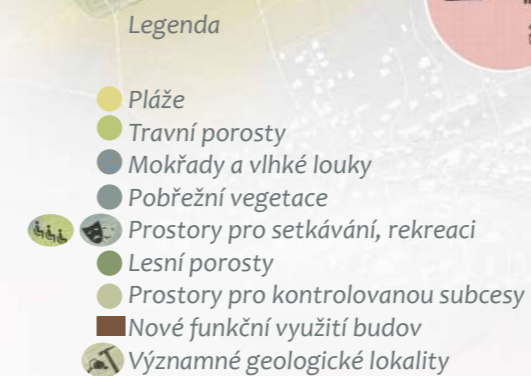 Legenda
Pláže
Travní porosty
Mokřady a vlhké louky
Pobřežní vegetace
Prostory pro setkávání, rekreaci
Lesní porosty
Prostory pro kontrolovanou subcesy
Nové funkční využití budov
Významné geologické lokality